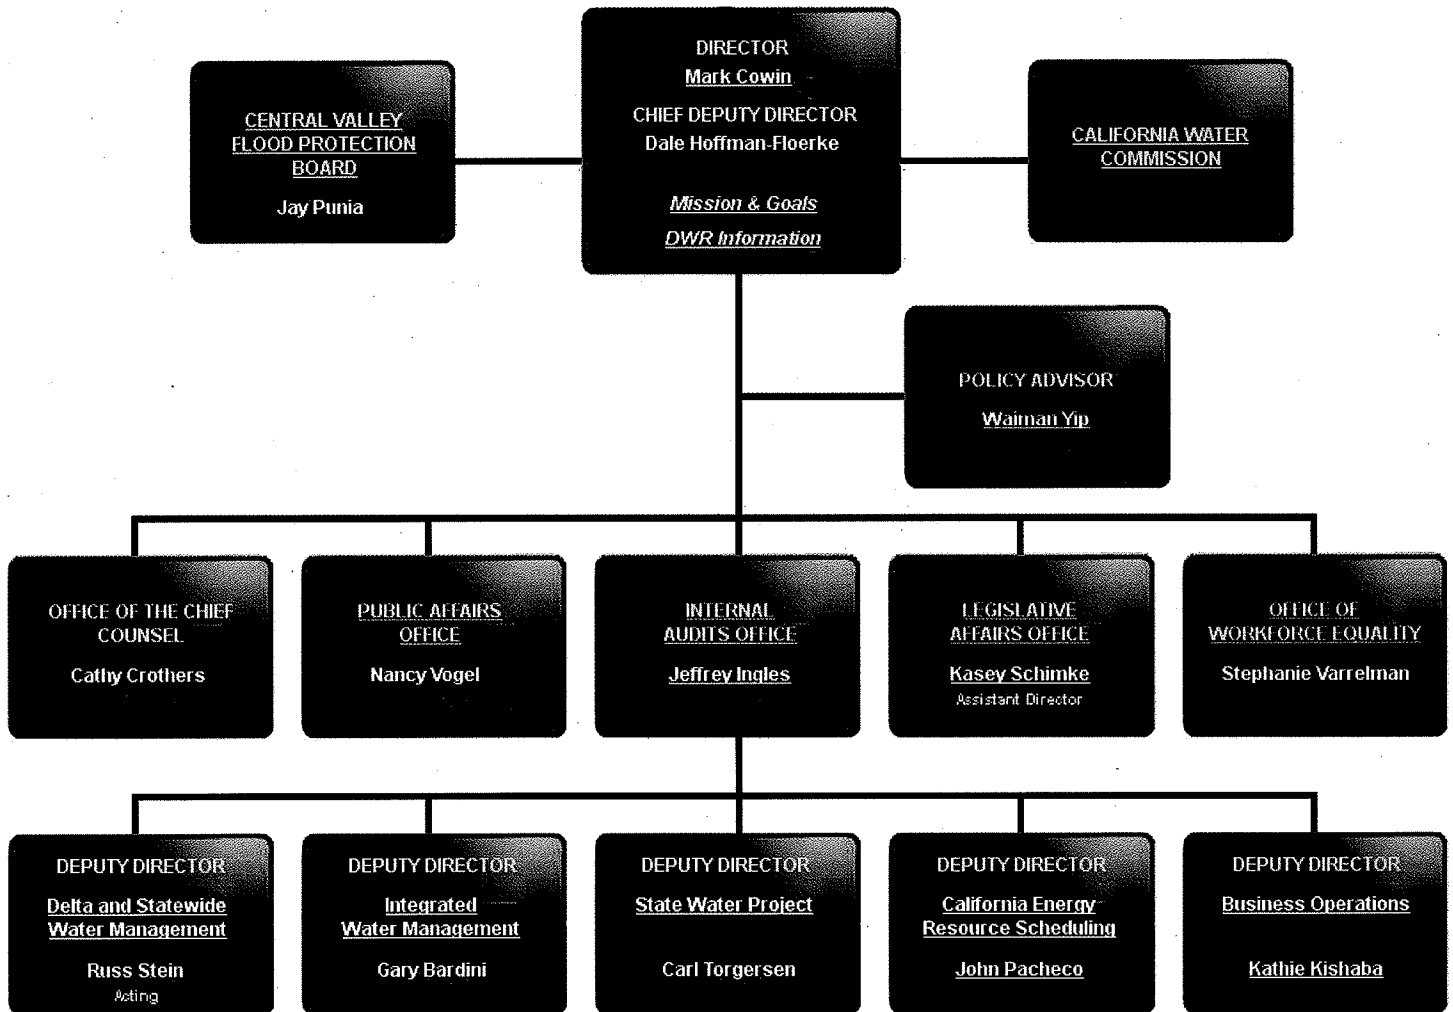 DIRECTOR
Mark Cowin
CHIEF DEPUTY DIRECTOR
Dale Hoffman-Floerke
Mission & Goals
DWR Information
CENTRAL VALLEY
FLOOD PROTECTION
BOARD
Jay Punia
CALIFORNIA WATER
COMMISSION
POLICY ADVISOR
Waiman Yip
OFFICE OF THE CHIEF
COUNSEL
Cathy Crothers
PUBLIC AFFAIRS
OFFICE
Nancy Vogel
INTERNAL
AUDITS OFFICE
Jeffrey Ingles
LEGISLATIVE
AFFAIRS OFFICE
Kasey Schimke
Assistant Director
OFFICE OF
WORKFORCE EQUALITY
Stephanie Varrelman
DEPUTY DIRECTOR
Delta and Statewide
Water Management
Russ Stein
Acting
DEPUTY DIRECTOR
Integrated
Water Management
Gary Bardini
DEPUTY DIRECTOR
State Water Project
Carl Torgersen
DEPUTY DIRECTOR
California Energy
Resource Scheduling
John Pacheco
DEPUTY DIRECTOR
Business Operations
Kathie Kishaba